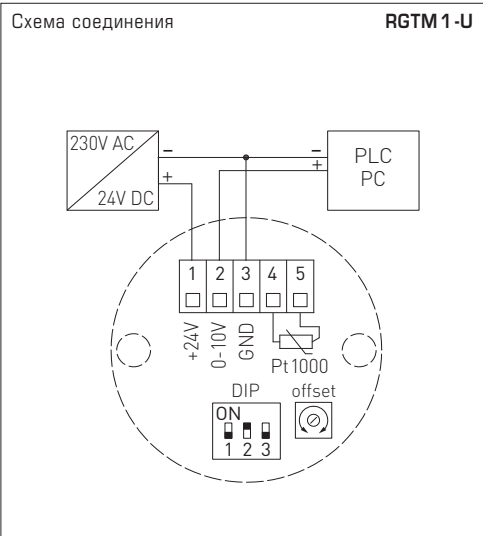 Схема соединения RGTM 1 -U
230V AC
24V DC
–
+
–
+
PLC
PC
1 2 3 4 5
+24V
0-10V
GND
Pt1000
DIP
offset
ON
1 2 3